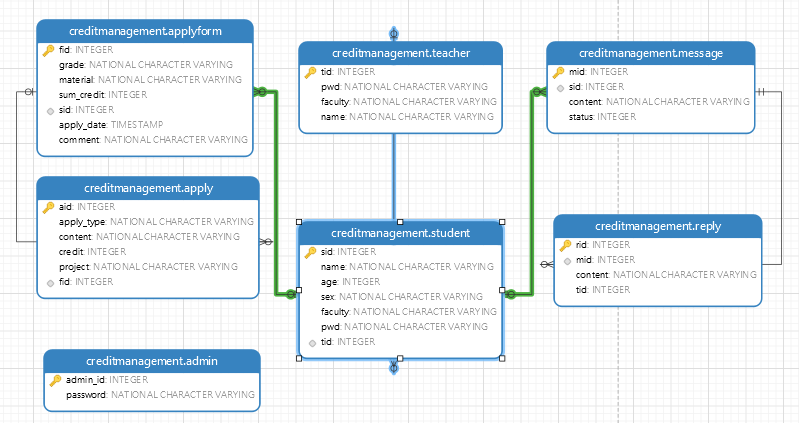 creditmanagement.applyform
fid: INTEGER
grade: NATIONAL CHARACTER VARYING
material: NATIONAL CHARACTER VARYING
sum_credit: INTEGER
sid: INTEGER
apply_date: TIMESTAMP
comment: NATIONAL CHARACTER VARYING
creditmanagement.teacher
tid: INTEGER
pwd: NATIONAL CHARACTER VARYING
faculty: NATIONAL CHARACTER VARYING
name: NATIONAL CHARACTER VARYING
creditmanagement.message
mid: INTEGER
sid: INTEGER
content: NATIONAL CHARACTER VARYING
status: INTEGER
creditmanagement.apply
aid: INTEGER
apply_type: NATIONAL CHARACTER VARYING
content: NATIONAL CHARACTER VARYING
credit: INTEGER
project: NATIONAL CHARACTER VARYING
fid: INTEGER
creditmanagement.student
sid: INTEGER
name: NATIONAL CHARACTER VARYING
age: INTEGER
sex: NATIONAL CHARACTER VARYING
faculty: NATIONAL CHARACTER VARYING
pwd: NATIONAL CHARACTER VARYING
tid: INTEGER
creditmanagement.reply
rid: INTEGER
mid: INTEGER
content: NATIONAL CHARACTER VARYING
tid: INTEGER
creditmanagement.admin
admin_id: INTEGER
password: NATIONAL CHARACTER VARYING